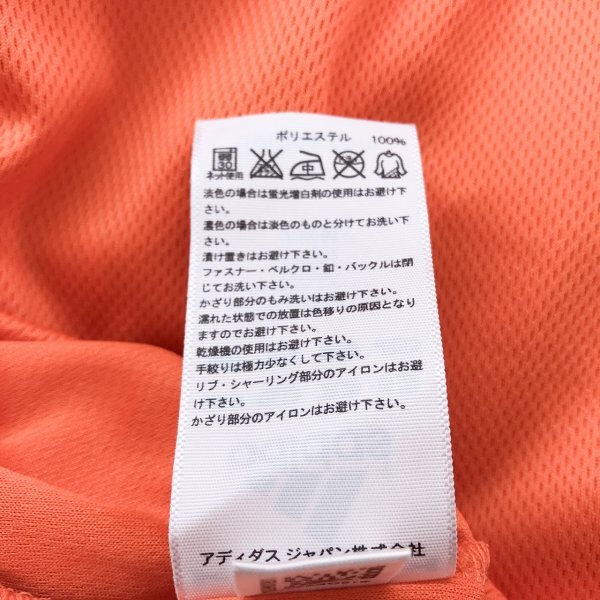 ポリエステル 100%
30 中
ネット使用
淡色の場合は蛍光増白剤の使用はお避け下
さい。
濃色の場合は淡色のものと分けてお洗い下
さい。
漬け置きはお避け下さい。
ファスナー・ベルクロ・釦・バックルは閉
じてお洗い下さい。
かざり部分のもみ洗いはお避け下さい。
濡れた状態での放置は色移りの原因となり
ますのでお避け下さい。
乾燥機の使用はお避け下さい。
手絞りは極力少なくして下さい。
リブ・シャーリング部分のアイロンはお避
け下さい。
かざり部分のアイロンはお避け下さい。
アディダス ジャパン株式会社